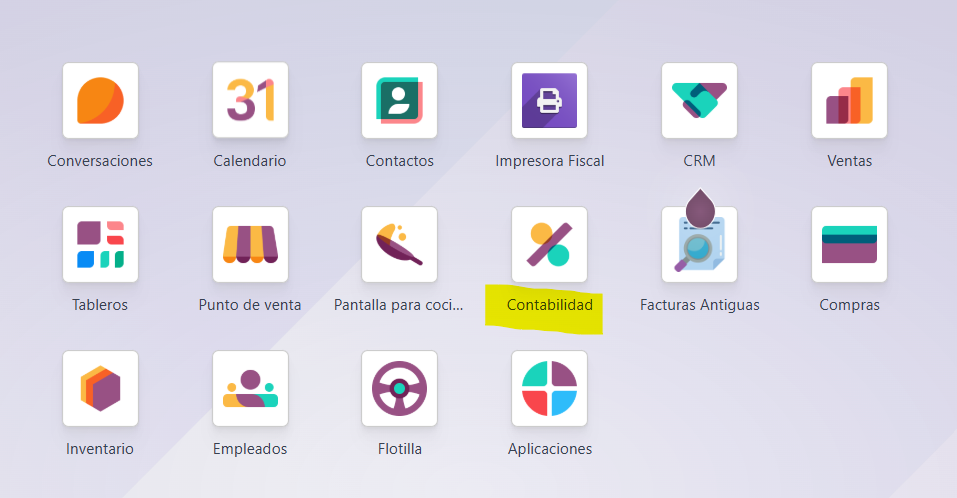 31
Conversaciones
Calendario
Contactos
Impresora Fiscal
CRM
Ventas
Tableros
Punto de venta
Pantalla para coci...
Contabilidad
Facturas Antiguas
Compras
Inventario
Empleados
Flotilla
Aplicaciones